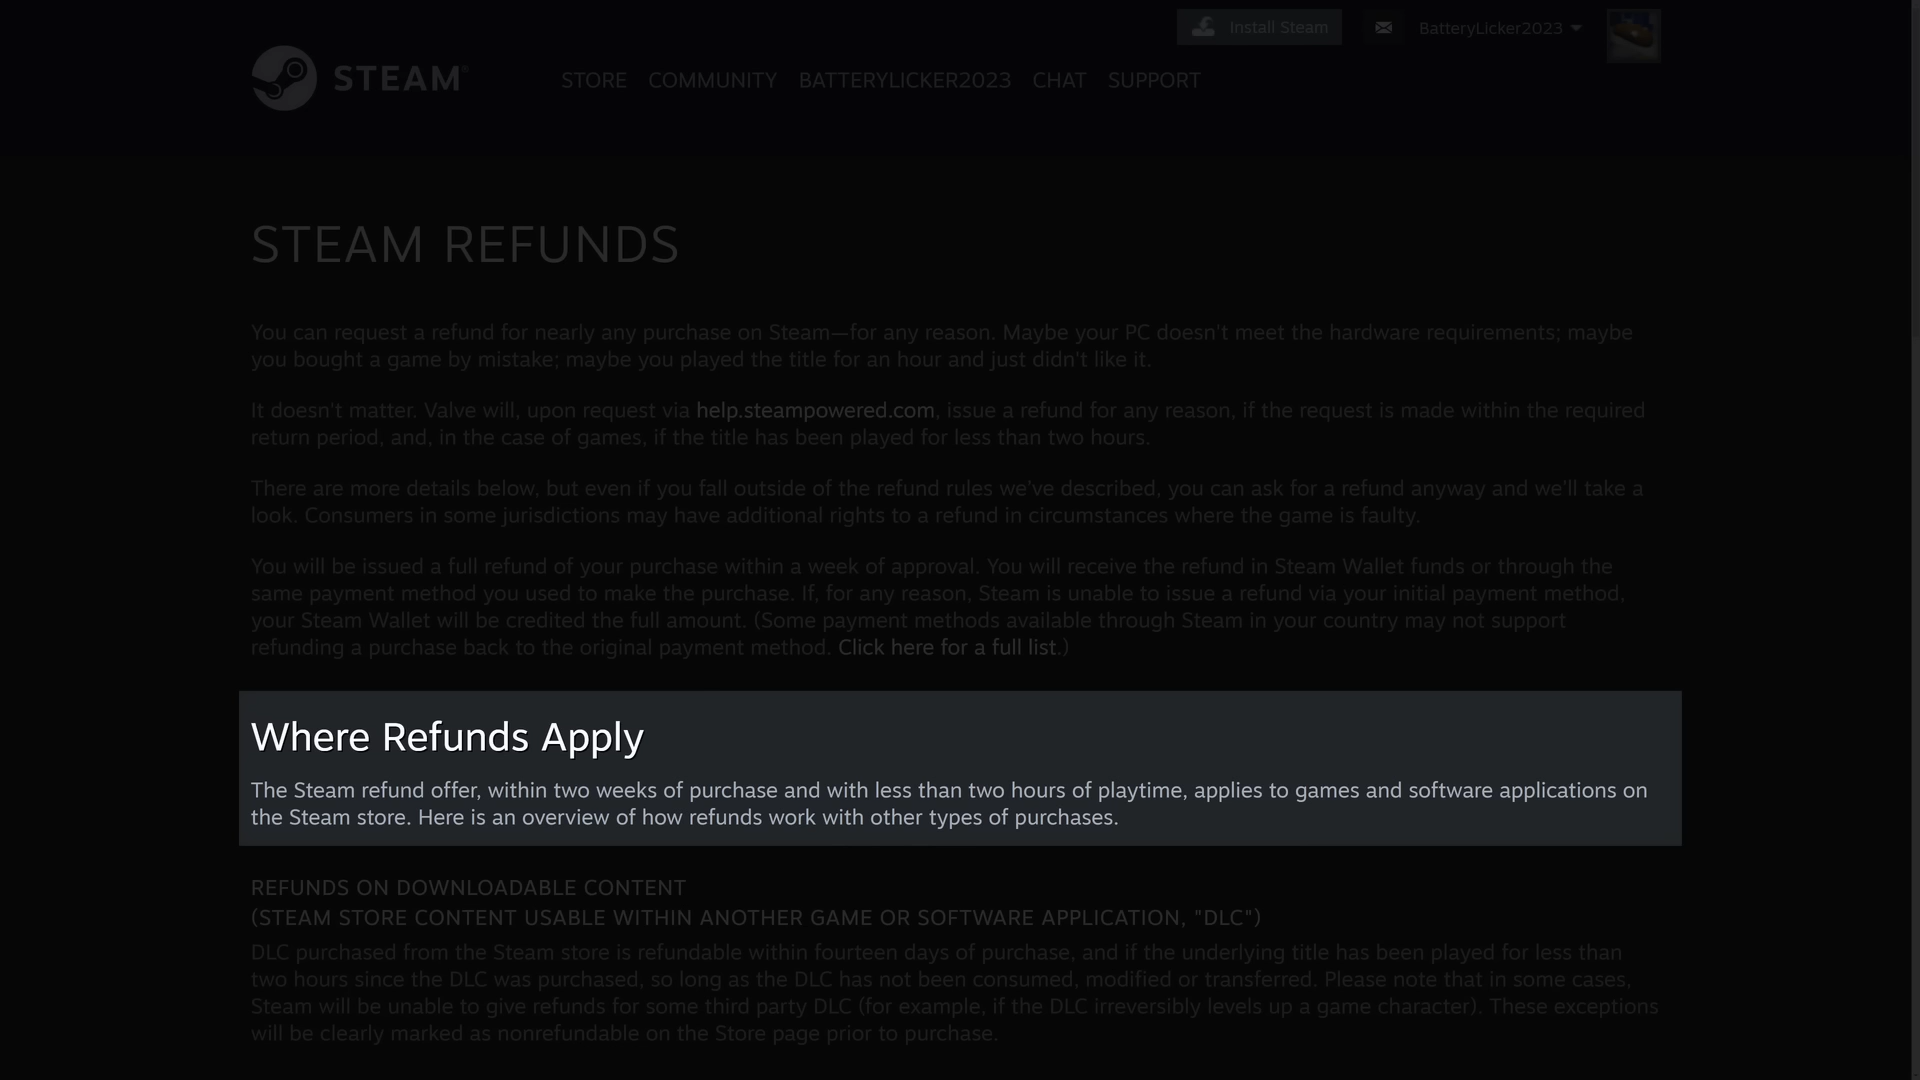 Install Steam
BatteryLicker2023
STEAM®
STORE COMMUNITY BATTERYLICKER2023 CHAT SUPPORT
STEAM REFUNDS
You can request a refund for nearly any purchase on Steam—for any reason. Maybe your PC doesn't meet the hardware requirements; maybe
you bought a game by mistake; maybe you played the title for an hour and just didn't like it.
It doesn't matter. Valve will, upon request via help.steampowered.com, issue a refund for any reason, if the request is made within the required
return period, and, in the case of games, if the title has been played for less than two hours.
There are more details below, but even if you fall outside of the refund rules we've described, you can ask for a refund anyway and we'll take a
look. Consumers in some jurisdictions may have additional rights to a refund in circumstances where the game is faulty.
You will be issued a full refund of your purchase within a week of approval. You will receive the refund in Steam Wallet funds or through the
same payment method you used to make the purchase. If, for any reason, Steam is unable to issue a refund via your initial payment method,
your Steam Wallet will be credited the full amount. (Some payment methods available through Steam in your country may not support
refunding a purchase back to the original payment method. Click here for a full list.)
Where Refunds Apply
The Steam refund offer, within two weeks of purchase and with less than two hours of playtime, applies to games and software applications on
the Steam store. Here is an overview of how refunds work with other types of purchases.
REFUNDS ON DOWNLOADABLE CONTENT
(STEAM STORE CONTENT USABLE WITHIN ANOTHER GAME OR SOFTWARE APPLICATION, "DLC")
DLC purchased from the Steam store is refundable within fourteen days of purchase, and if the underlying title has been played for less than
two hours since the DLC was purchased, so long as the DLC has not been consumed, modified or transferred. Please note that in some cases,
Steam will be unable to give refunds for some third party DLC (for example, if the DLC irreversibly levels up a game character). These exceptions
will be clearly marked as nonrefundable on the Store page prior to purchase.